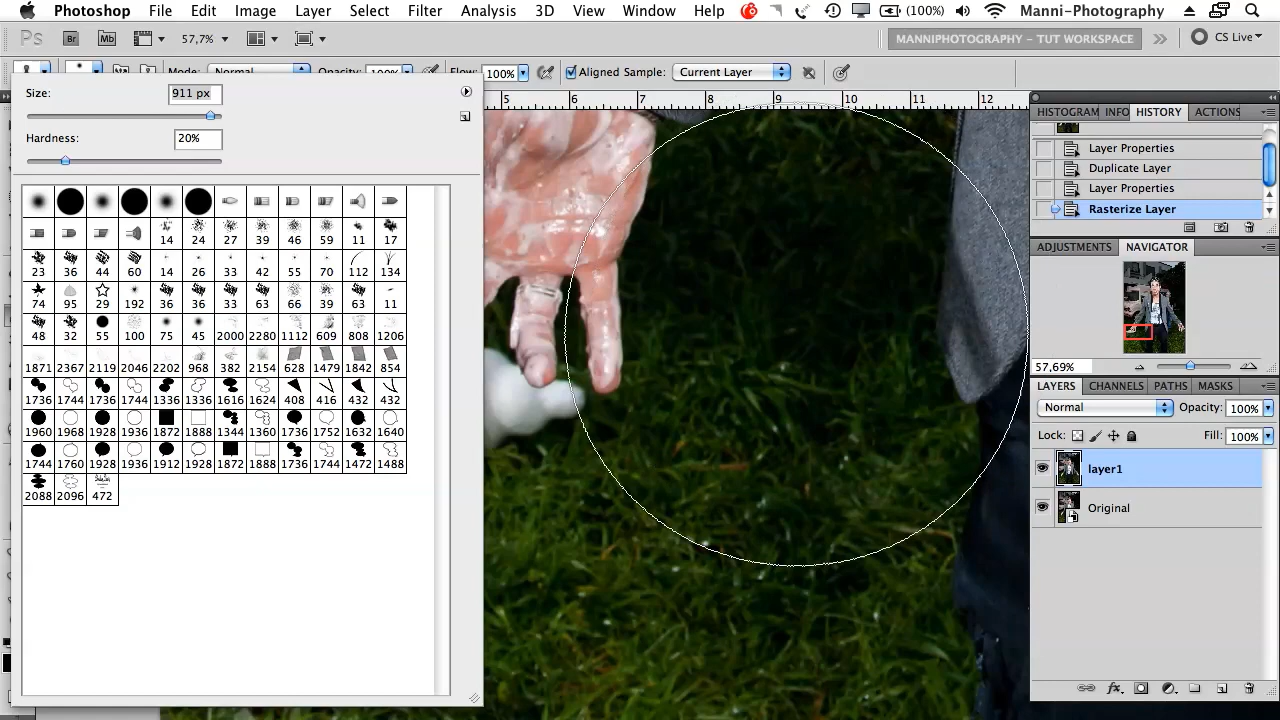 Photoshop File Edit Image Layer Select Filter Analysis 3D View Window Help (100%) Manni-Photography
Ps Br Mb 57,7% MANNIPHOTOGRAPHY - TUT WORKSPACE CS Live
Mode: Normal Opacity: 100% Flow: 100% Aligned Sample: Current Layer
Size: 911 px
Hardness: 20%
5 6 7 8 9 10 11 12
14 24 27 39 46 59 11 17
23 36 44 60 14 26 33 42 55 70 112 134
74 95 29 192 36 36 33 63 66 39 63 11
48 32 55 100 75 45 2000 2280 1112 609 808 1206
1871 2367 2119 2046 2202 968 382 2154 628 1479 1842 854
1736 1744 1736 1744 1336 1336 1616 1624 408 416 432 432
1960 1968 1928 1936 1872 1888 1344 1360 1736 1752 1632 1640
1744 1760 1928 1936 1912 1928 1872 1888 1736 1744 1472 1488
2088 2096 472
HISTOGRAM INFO HISTORY ACTIONS
Layer Properties
Duplicate Layer
Layer Properties
Rasterize Layer
ADJUSTMENTS NAVIGATOR
57,69%
LAYERS CHANNELS PATHS MASKS
Normal Opacity: 100%
Lock: Fill: 100%
layer1
Original
fx